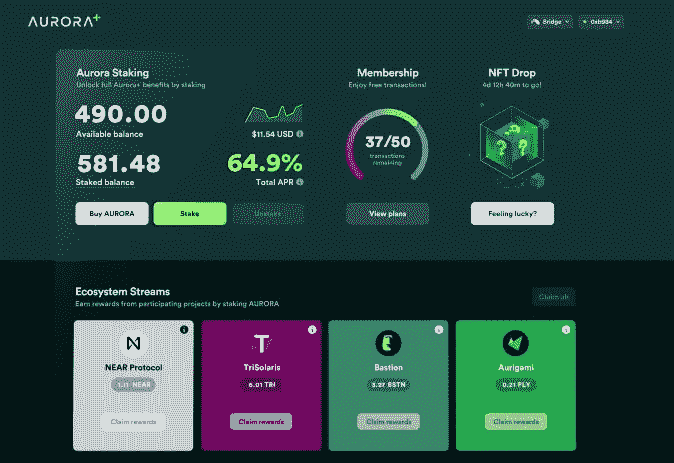 AURORA+
Bridge
0xb934
Aurora Staking
Unlock full Aurora+ benefits by staking
490.00
Available balance
$11.54 USD
581.48
Staked balance
64.9%
Total APR
Buy AURORA
Stake
Unstake
Membership
Enjoy free transactions!
37/50
transactions
remaining
View plans
NFT Drop
4d 12h 40m to go!
Feeling lucky?
Ecosystem Streams
Earn rewards from participating projects by staking AURORA
Claim all
NEAR Protocol
1.11 NEAR
Claim rewards
TriSolaris
6.01 TRI
Claim rewards
Bastion
BSTN
Claim rewards
Aurigami
0.21 PLY
Claim rewards